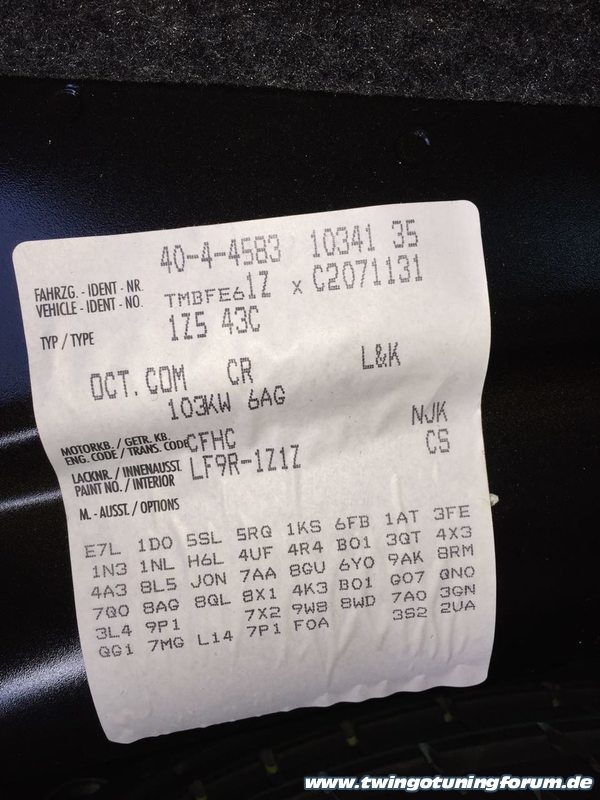 40-4-4583 10341 35
FAHRZG. - IDENT - NR. TMBFE61Z X C2071131
VEHICLE - IDENT - NO.
TYP / TYPE 1Z5 43C
OCT. COM CR L&K
103KW 6AG
MOTORKB. / GETR. KB. CFHC NJK
ENG. CODE / TRANS. CODE
LACKNR. / INNENAUSST. LF9R-1Z1Z CS
PAINT NO. / INTERIOR
M. - AUSST. / OPTIONS
E7L 1D0 5SL 5RQ 1KS 6FB 1AT 3FE
1N3 1NL H6L 4UF 4R4 B01 3QT 4X3
4A3 8L5 J0N 7AA 8GU 6Y0 9AK 8RM
7Q0 8AG 8QL 8X1 4K3 B01 G07 QN0
3L4 9P1 7X2 9W8 8WD 7A0 3GN
QG1 7MG L14 7P1 F0A 3S2 2UA
www.twingotuningforum.de